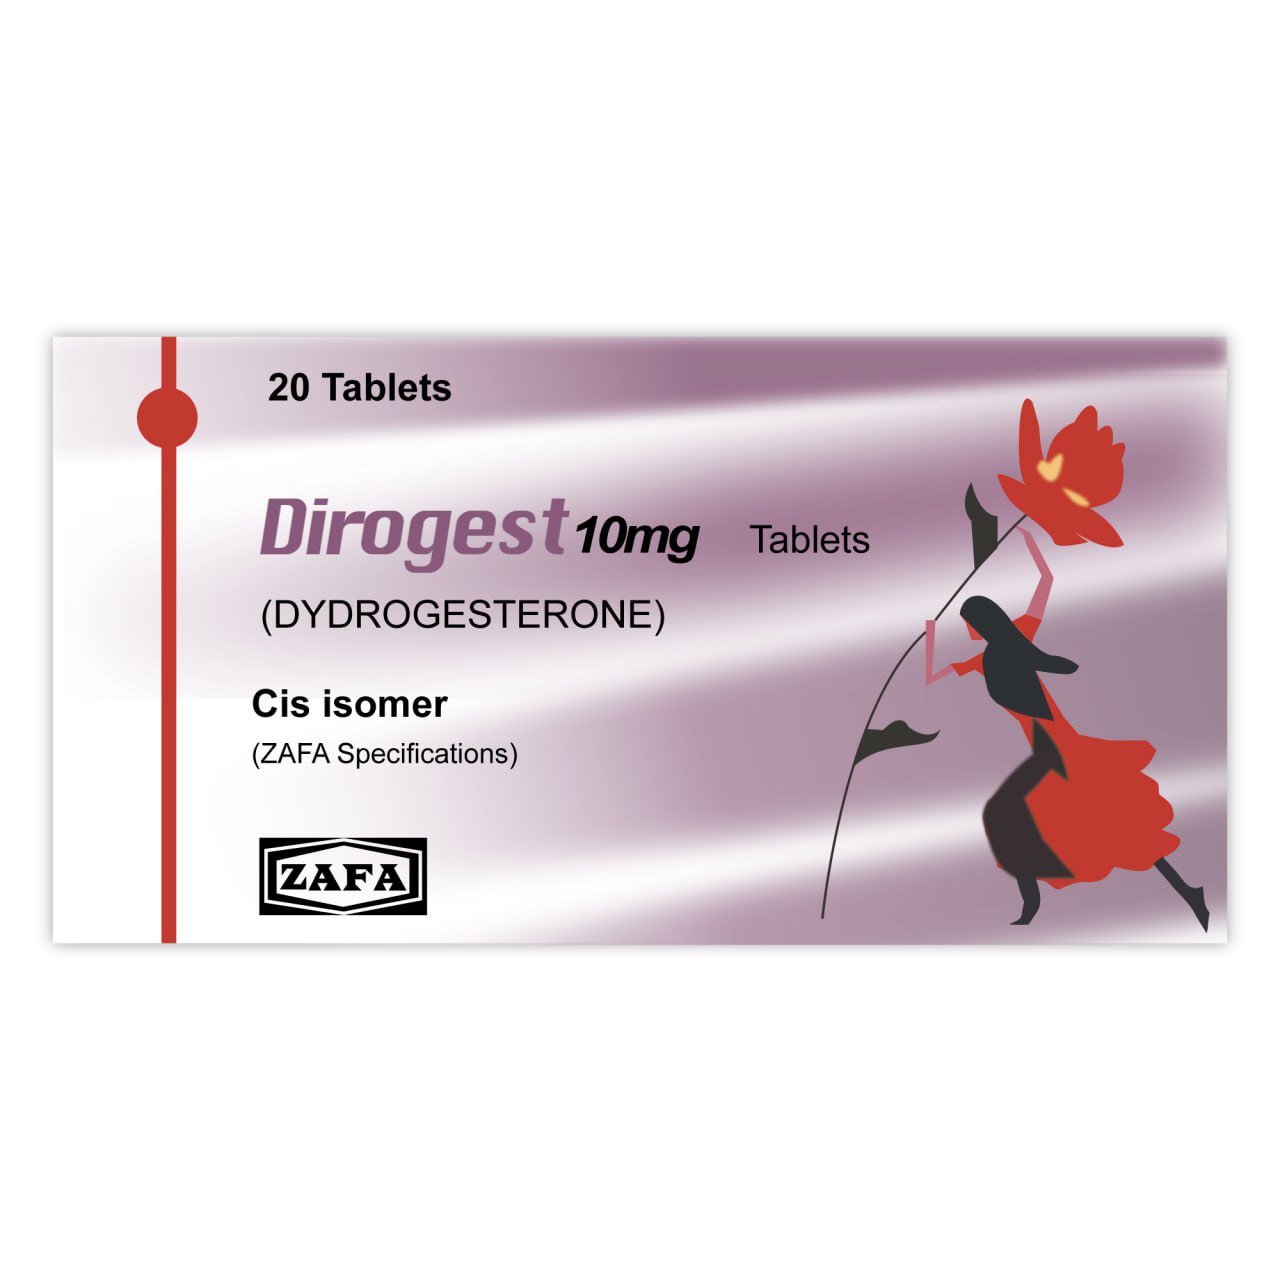 20 Tablets
Dirogest 10mg Tablets
(DYDROGESTERONE)
Cis isomer
(ZAFA Specifications)
ZAFA